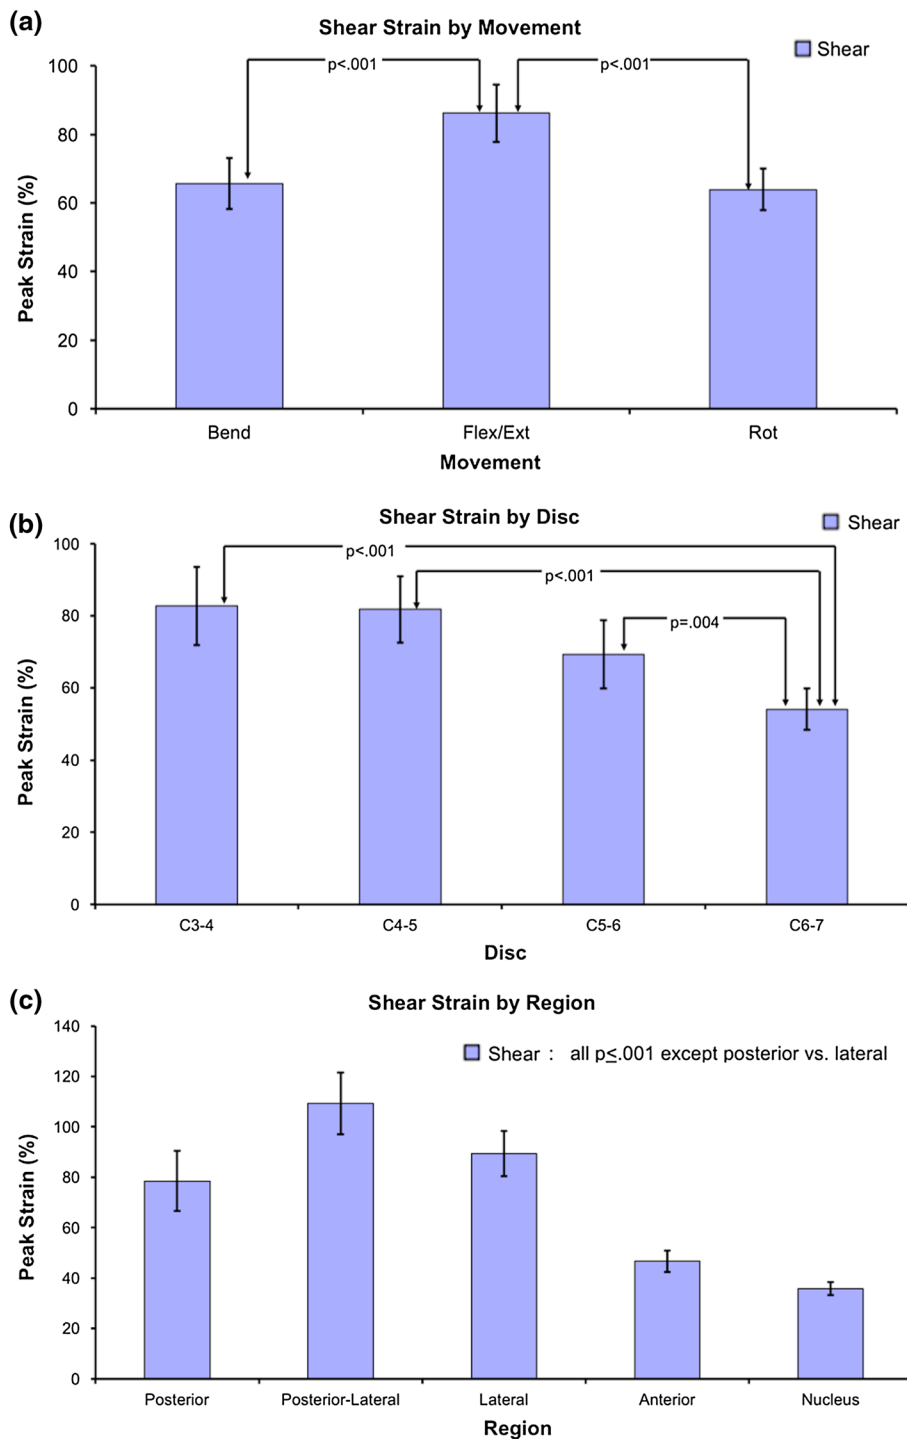 (a)
Shear Strain by Movement
Shear
100
80
60
40
20
0
Peak Strain (%)
p<.001
p<.001
Bend
Flex/Ext
Rot
Movement
(b)
Shear Strain by Disc
Shear
100
80
60
40
20
0
Peak Strain (%)
p<.001
p<.001
p=.004
C3-4
C4-5
C5-6
C6-7
Disc
(c)
Shear Strain by Region
Shear : all p≤.001 except posterior vs. lateral
140
120
100
80
60
40
20
0
Peak Strain (%)
Posterior
Posterior-Lateral
Lateral
Anterior
Nucleus
Region